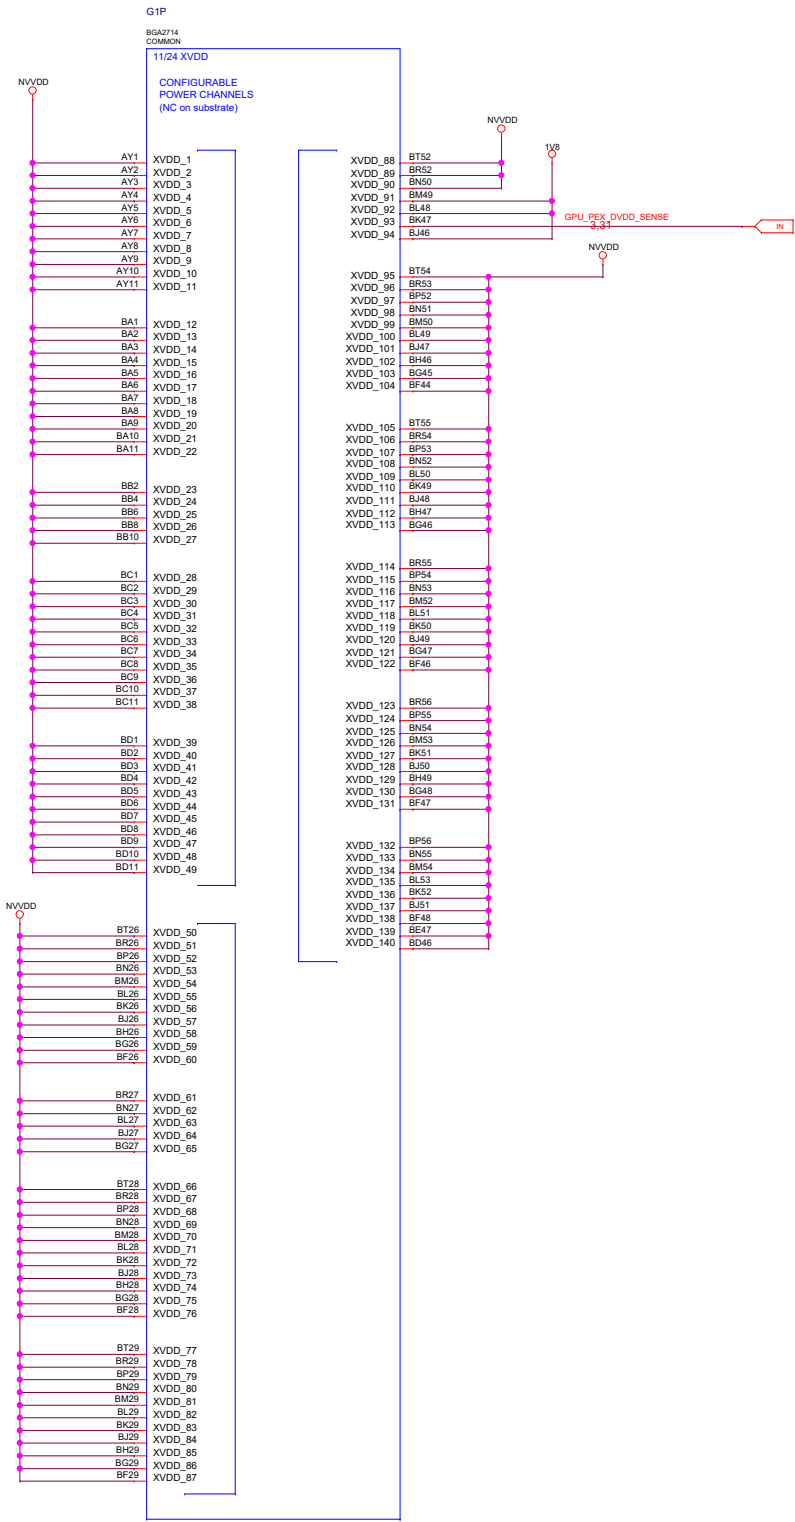 G1P
BGA2714
COMMON
11/24 XVDD
CONFIGURABLE
POWER CHANNELS
(NC on substrate)
NVVDD
AY1 XVDD_1
AY2 XVDD_2
AY3 XVDD_3
AY4 XVDD_4
AY5 XVDD_5
AY6 XVDD_6
AY7 XVDD_7
AY8 XVDD_8
AY9 XVDD_9
AY10 XVDD_10
AY11 XVDD_11
BA1 XVDD_12
BA2 XVDD_13
BA3 XVDD_14
BA4 XVDD_15
BA5 XVDD_16
BA6 XVDD_17
BA7 XVDD_18
BA8 XVDD_19
BA9 XVDD_20
BA10 XVDD_21
BA11 XVDD_22
BB2 XVDD_23
BB4 XVDD_24
BB6 XVDD_25
BB8 XVDD_26
BB10 XVDD_27
BC1 XVDD_28
BC2 XVDD_29
BC3 XVDD_30
BC4 XVDD_31
BC5 XVDD_32
BC6 XVDD_33
BC7 XVDD_34
BC8 XVDD_35
BC9 XVDD_36
BC10 XVDD_37
BC11 XVDD_38
BD1 XVDD_39
BD2 XVDD_40
BD3 XVDD_41
BD4 XVDD_42
BD5 XVDD_43
BD6 XVDD_44
BD7 XVDD_45
BD8 XVDD_46
BD9 XVDD_47
BD10 XVDD_48
BD11 XVDD_49
NVVDD
BT26 XVDD_50
BR26 XVDD_51
BP26 XVDD_52
BN26 XVDD_53
BM26 XVDD_54
BL26 XVDD_55
BK26 XVDD_56
BJ26 XVDD_57
BH26 XVDD_58
BG26 XVDD_59
BF26 XVDD_60
BR27 XVDD_61
BN27 XVDD_62
BL27 XVDD_63
BJ27 XVDD_64
BG27 XVDD_65
BT28 XVDD_66
BR28 XVDD_67
BP28 XVDD_68
BN28 XVDD_69
BM28 XVDD_70
BL28 XVDD_71
BK28 XVDD_72
BJ28 XVDD_73
BH28 XVDD_74
BG28 XVDD_75
BF28 XVDD_76
BT29 XVDD_77
BR29 XVDD_78
BP29 XVDD_79
BN29 XVDD_80
BM29 XVDD_81
BL29 XVDD_82
BK29 XVDD_83
BJ29 XVDD_84
BH29 XVDD_85
BG29 XVDD_86
BF29 XVDD_87
NVVDD
1V8
XVDD_88 BT52
XVDD_89 BR52
XVDD_90 BN50
XVDD_91 BM49
XVDD_92 BL48
XVDD_93 BK47
XVDD_94 BJ46
GPU_PEX_DVDD_SENSE
3,31
IN
NVVDD
XVDD_95 BT54
XVDD_96 BR53
XVDD_97 BP52
XVDD_98 BN51
XVDD_99 BM50
XVDD_100 BL49
XVDD_101 BJ47
XVDD_102 BH46
XVDD_103 BG45
XVDD_104 BF44
XVDD_105 BT55
XVDD_106 BR54
XVDD_107 BP53
XVDD_108 BN52
XVDD_109 BL50
XVDD_110 BK49
XVDD_111 BJ48
XVDD_112 BH47
XVDD_113 BG46
XVDD_114 BR55
XVDD_115 BP54
XVDD_116 BN53
XVDD_117 BM52
XVDD_118 BL51
XVDD_119 BK50
XVDD_120 BJ49
XVDD_121 BG47
XVDD_122 BF46
XVDD_123 BR56
XVDD_124 BP55
XVDD_125 BN54
XVDD_126 BM53
XVDD_127 BK51
XVDD_128 BJ50
XVDD_129 BH49
XVDD_130 BG48
XVDD_131 BF47
XVDD_132 BP56
XVDD_133 BN55
XVDD_134 BM54
XVDD_135 BL53
XVDD_136 BK52
XVDD_137 BJ51
XVDD_138 BF48
XVDD_139 BE47
XVDD_140 BD46